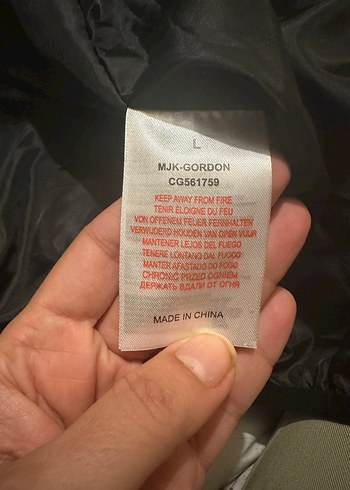 L
MJK-GORDON
CG561759
KEEP AWAY FROM FIRE
TENIR ÉLOIGNE DU FEU
VON OFFENEM FEUER FERNHALTEN
VERWIJDERD HOUDEN VAN OPEN VUUR
MANTENER LEJOS DEL FUEGO
TENERE LONTANO DAL FUOCO
MANTER AFASTADO DO FOGO
CHRONIĆ PRZED OGNIEM
ДЕРЖАТЬ ВДАЛИ ОТ ОГНЯ
MADE IN CHINA